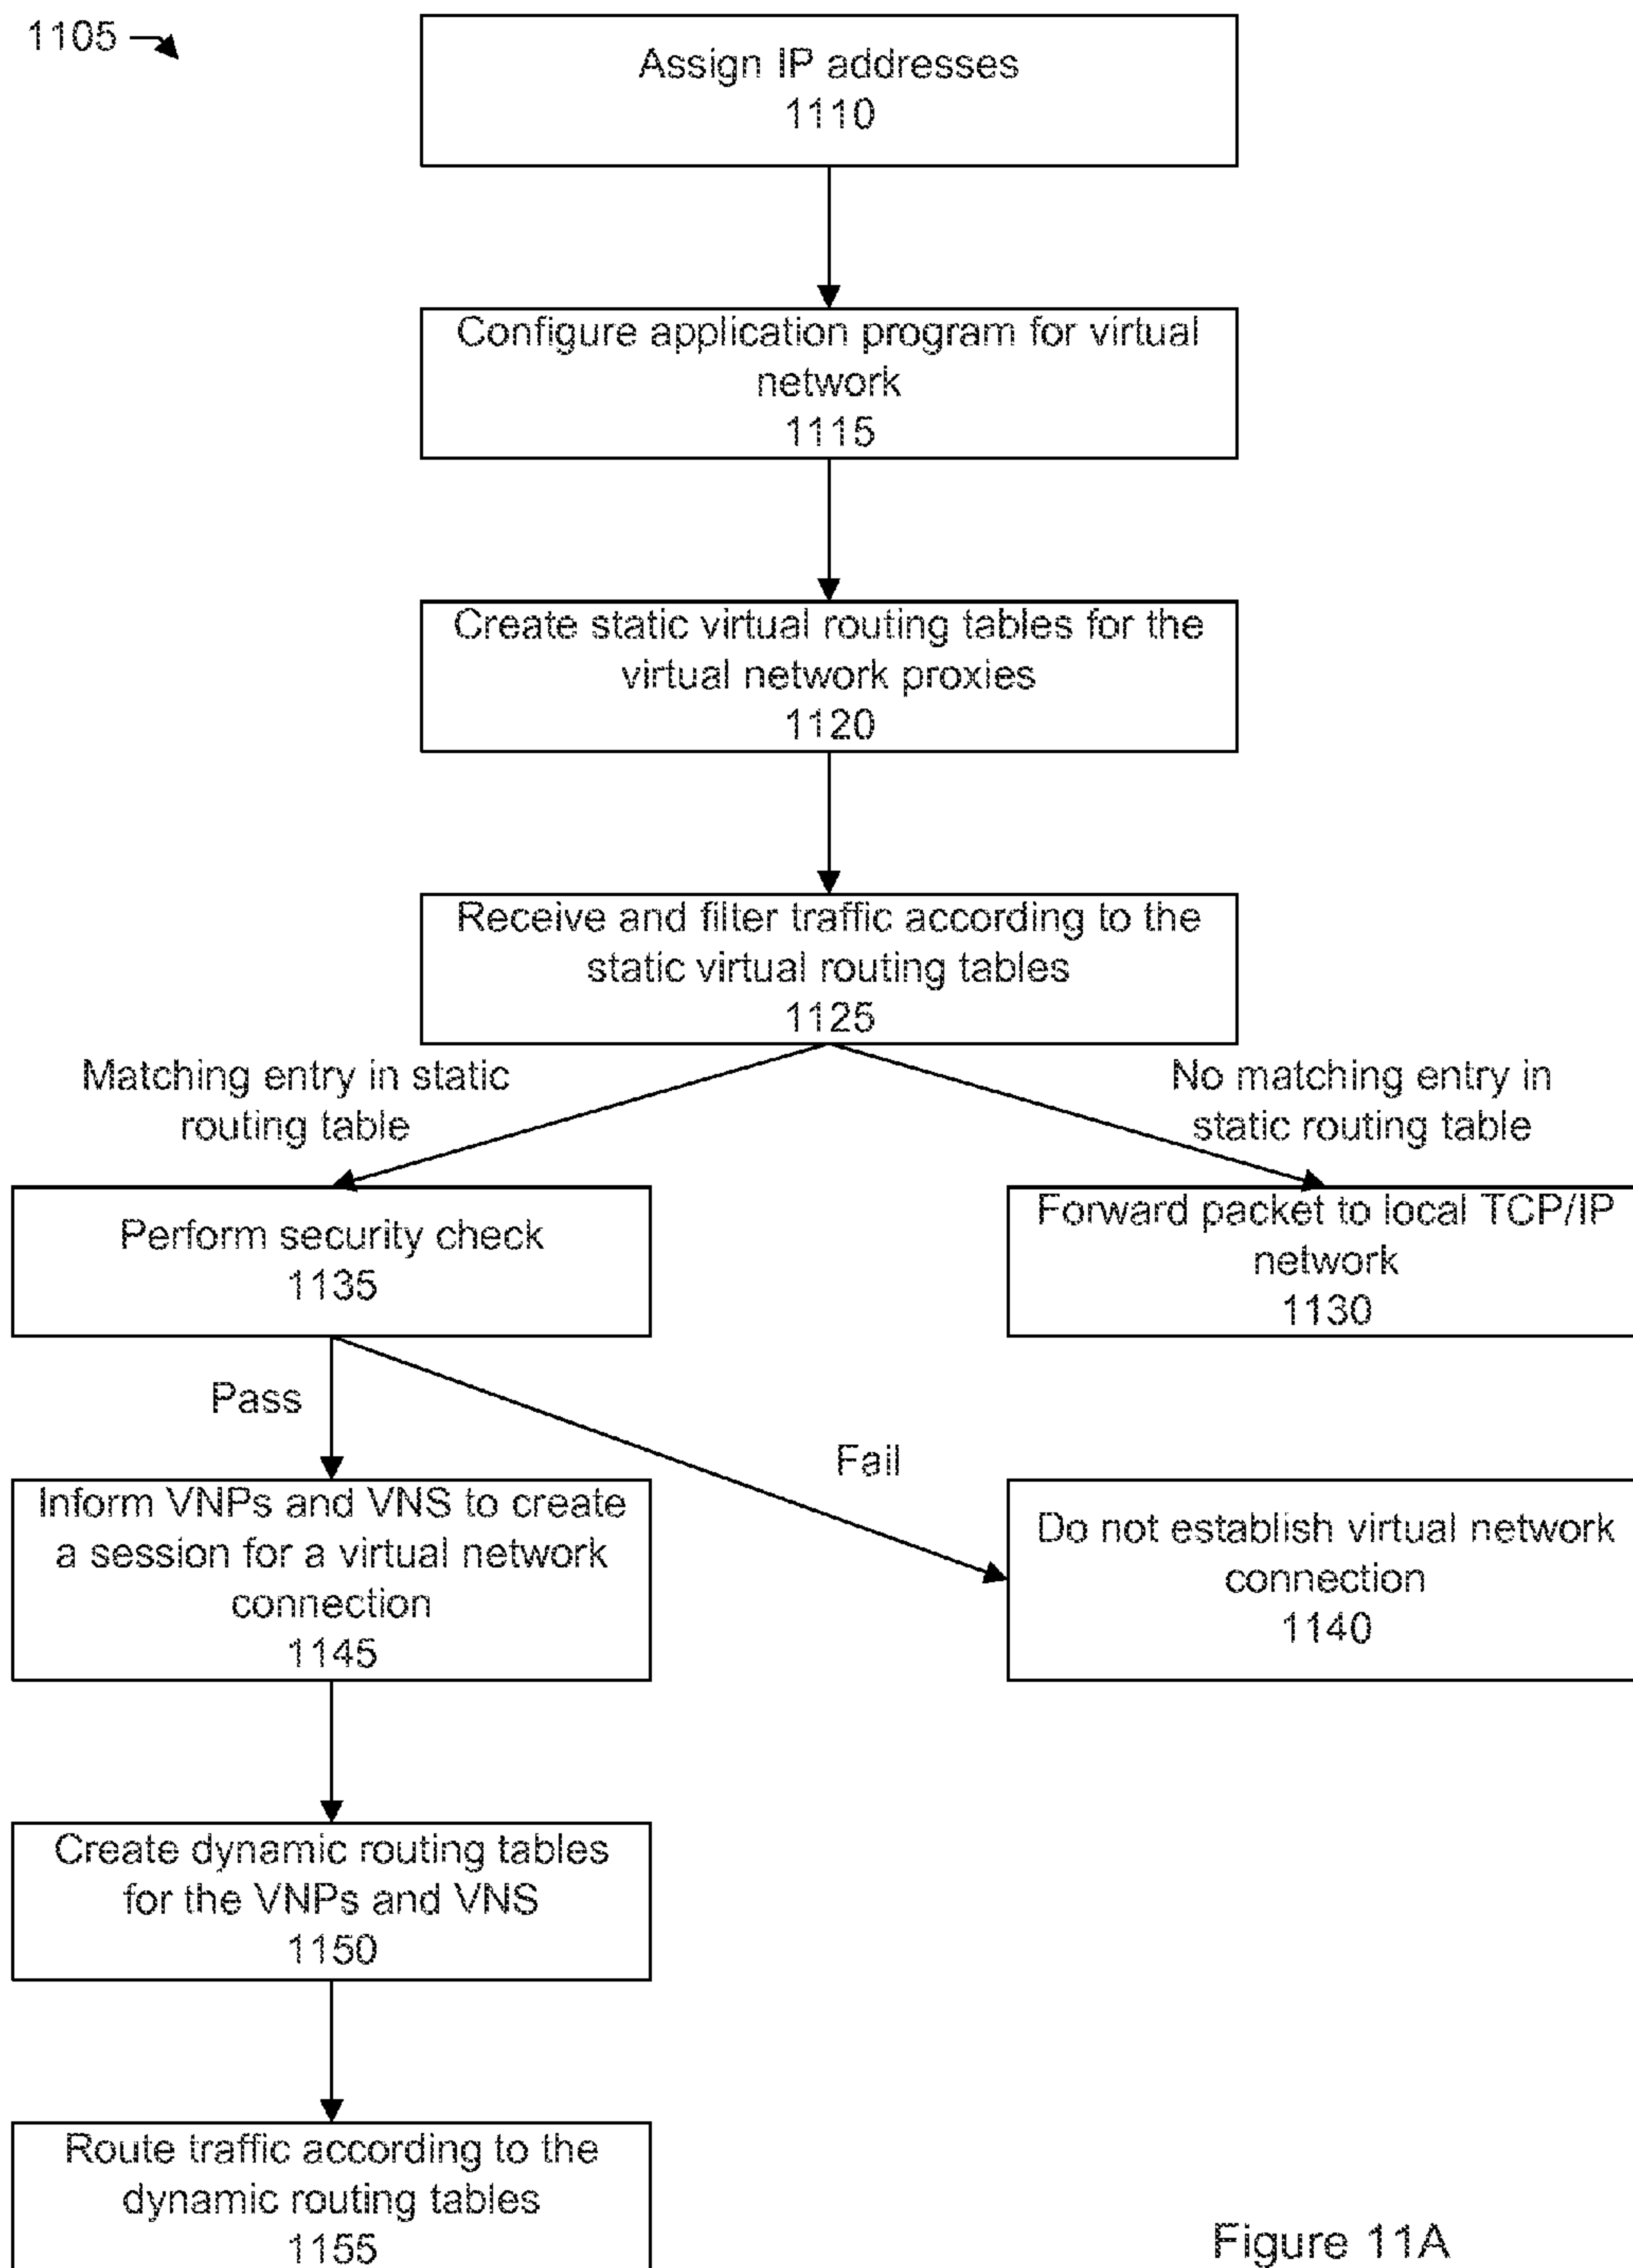 1105
Assign IP addresses
1110
Configure application program for virtual
network
1115
Create static virtual routing tables for the
virtual network proxies
1120
Receive and filter traffic according to the
static virtual routing tables
1125
Matching entry in static
routing table
No matching entry in
static routing table
Perform security check
1135
Forward packet to local TCP/IP
network
1130
Pass
Fail
Inform VNPs and VNS to create
a session for a virtual network
connection
1145
Do not establish virtual network
connection
1140
Create dynamic routing tables
for the VNPs and VNS
1150
Route traffic according to the
dynamic routing tables
1155
Figure 11A